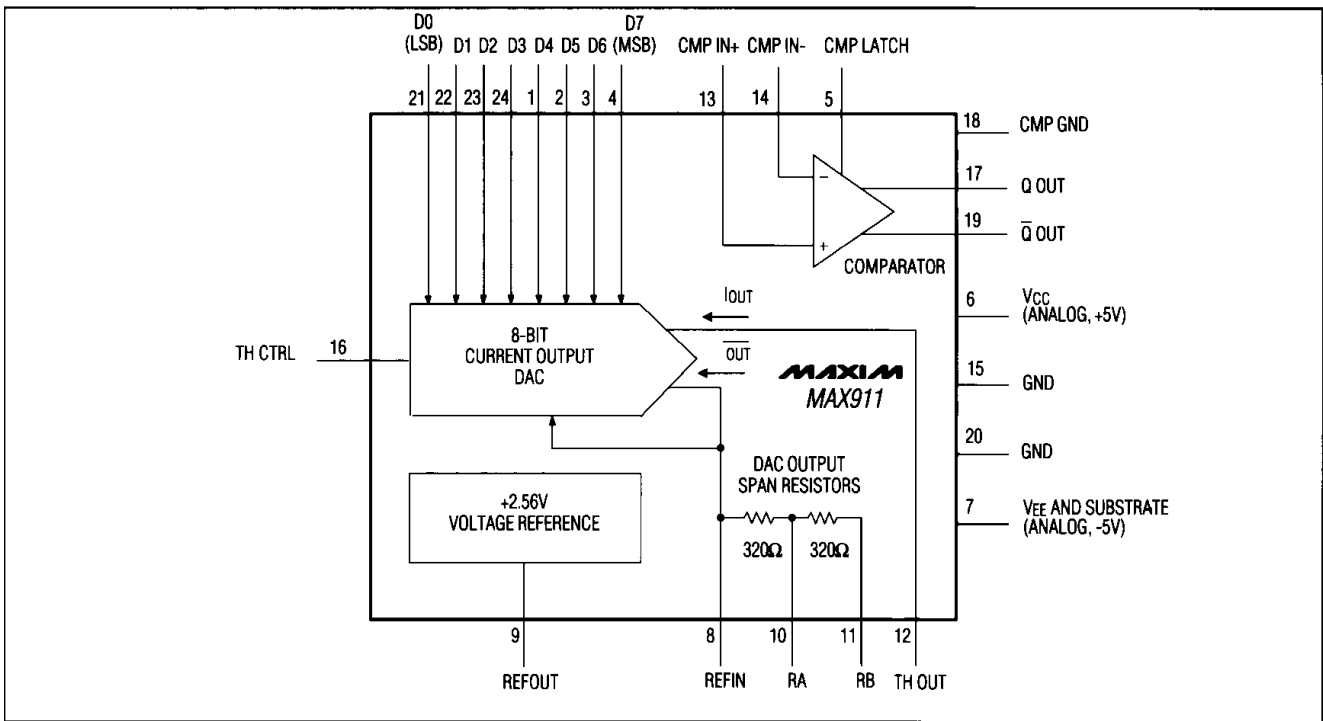 D0
(LSB) D1 D2 D3 D4 D5 D6 D7
(MSB) CMP IN+ CMP IN- CMP LATCH
21 22 23 24 1 2 3 4 13 14 5
18 CMP GND
17 Q OUT
19 Q̅ OUT
−
+
COMPARATOR
6 VCC
(ANALOG, +5V)
IOUT
8-BIT
CURRENT OUTPUT
DAC
TH CTRL 16
O̅U̅T̅
MAXIM
MAX911
15 GND
20 GND
DAC OUTPUT
SPAN RESISTORS
+2.56V
VOLTAGE REFERENCE
7 VEE AND SUBSTRATE
(ANALOG, -5V)
320Ω 320Ω
9 8 10 11 12
REFOUT REFIN RA RB TH OUT